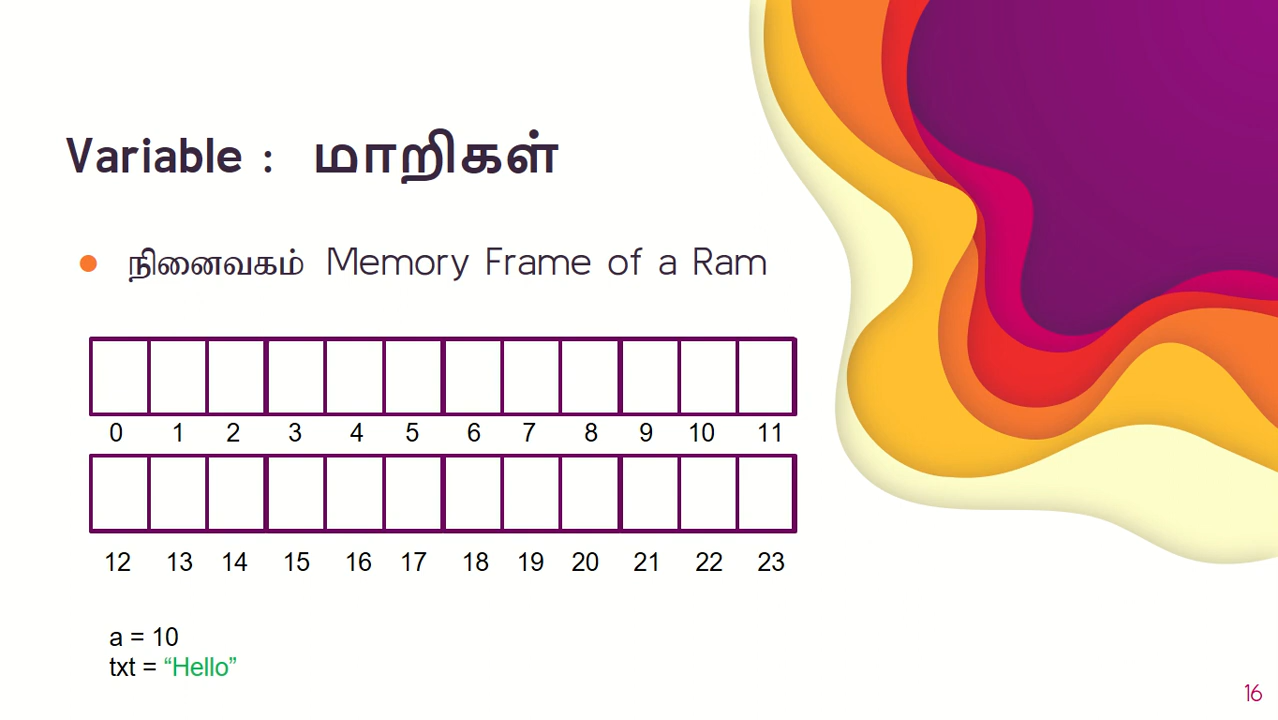 Variable : மாறிகள்
நினைவகம் Memory Frame of a Ram
0 1 2 3 4 5 6 7 8 9 10 11
12 13 14 15 16 17 18 19 20 21 22 23
a = 10
txt = “Hello”
16